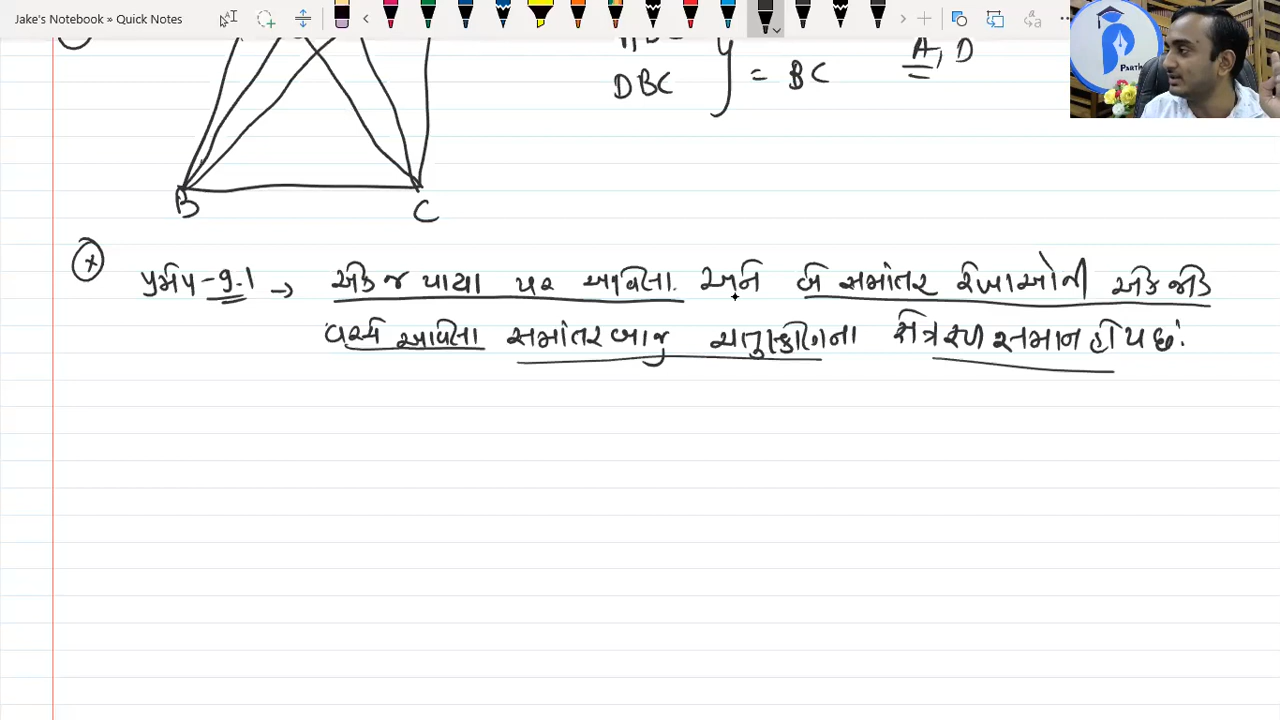 Jake's Notebook » Quick Notes
DBC } = BC
A, D
B C
પ્રમેય - 9.1 → એક જ પાયા પર આવેલા. અને બે સમાંતર રેખાઓની એક જોડ
વચ્ચે આવેલા સમાંતર બાજુ ચતુષ્કોણના ક્ષેત્રફળ સમાન હોય છે.